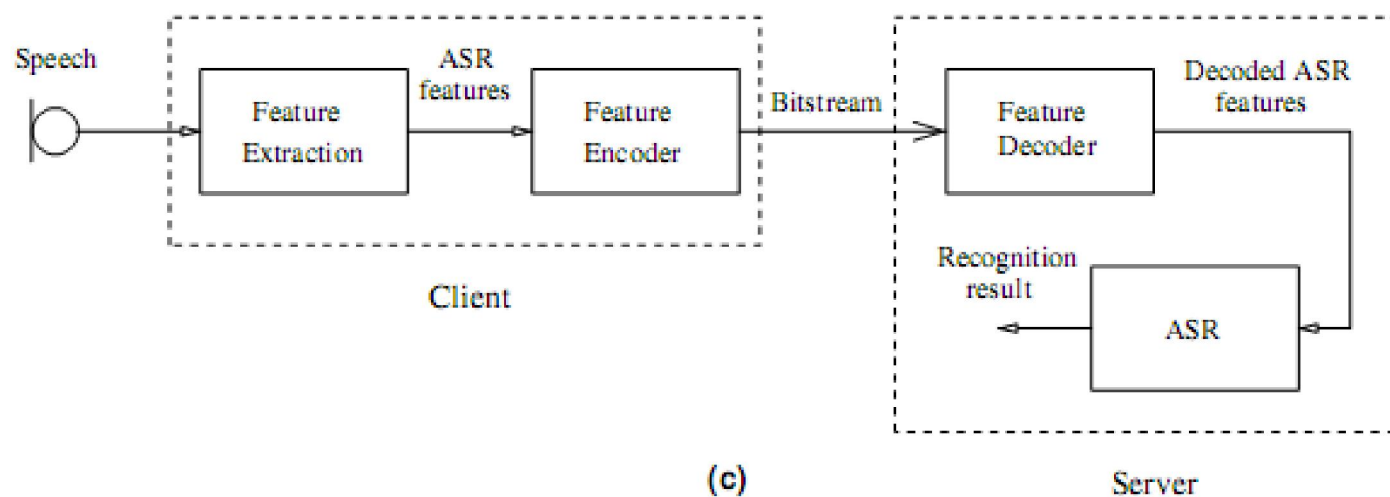 Speech
Feature
Extraction
ASR
features
Feature
Encoder
Bitstream
Feature
Decoder
Decoded ASR
features
Recognition
result
ASR
Client
(c)
Server